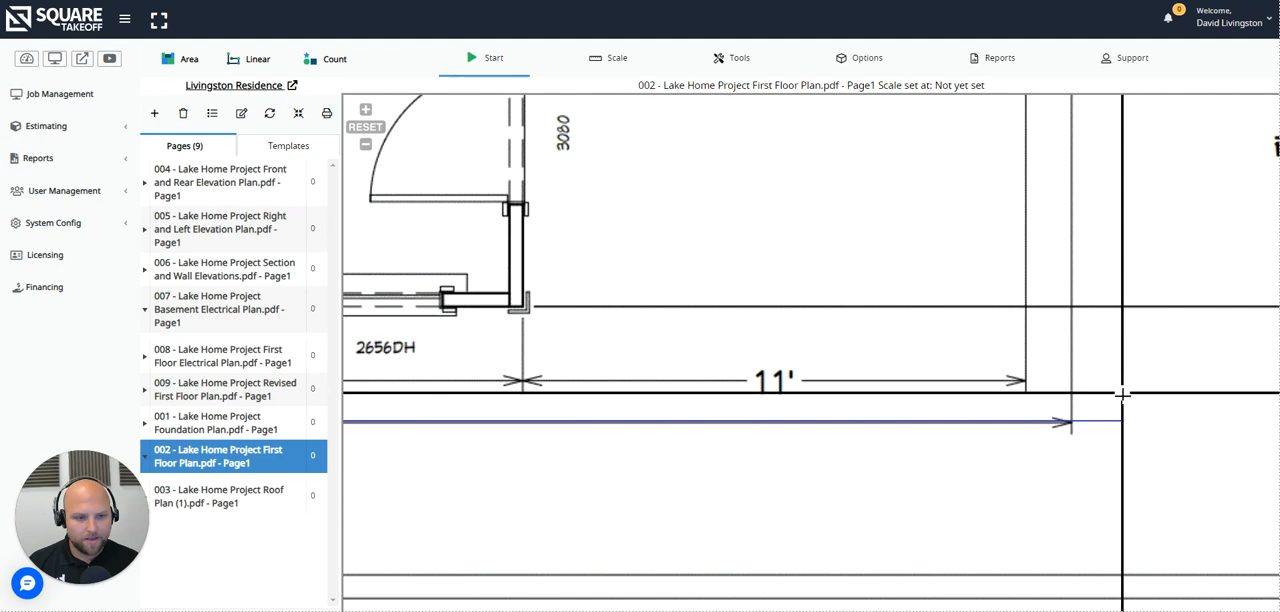 SQUARE
TAKEOFF
0
Welcome,
David Livingston
Area
Linear
Count
Start
Scale
Tools
Options
Reports
Support
Livingston Residence
002 - Lake Home Project First Floor Plan.pdf - Page1 Scale set at: Not yet set
Job Management
Estimating
Reports
User Management
System Config
Licensing
Financing
Pages (9)
Templates
004 - Lake Home Project Front
and Rear Elevation Plan.pdf -
Page1
0
005 - Lake Home Project Right
and Left Elevation Plan.pdf -
Page1
0
006 - Lake Home Project Section
and Wall Elevations.pdf - Page1
0
007 - Lake Home Project
Basement Electrical Plan.pdf -
Page1
0
008 - Lake Home Project First
Floor Electrical Plan.pdf - Page1
0
009 - Lake Home Project Revised
First Floor Plan.pdf - Page1
0
001 - Lake Home Project
Foundation Plan.pdf - Page1
0
002 - Lake Home Project First
Floor Plan.pdf - Page1
0
003 - Lake Home Project Roof
Plan (1).pdf - Page1
0
RESET
3080
2656DH
11'